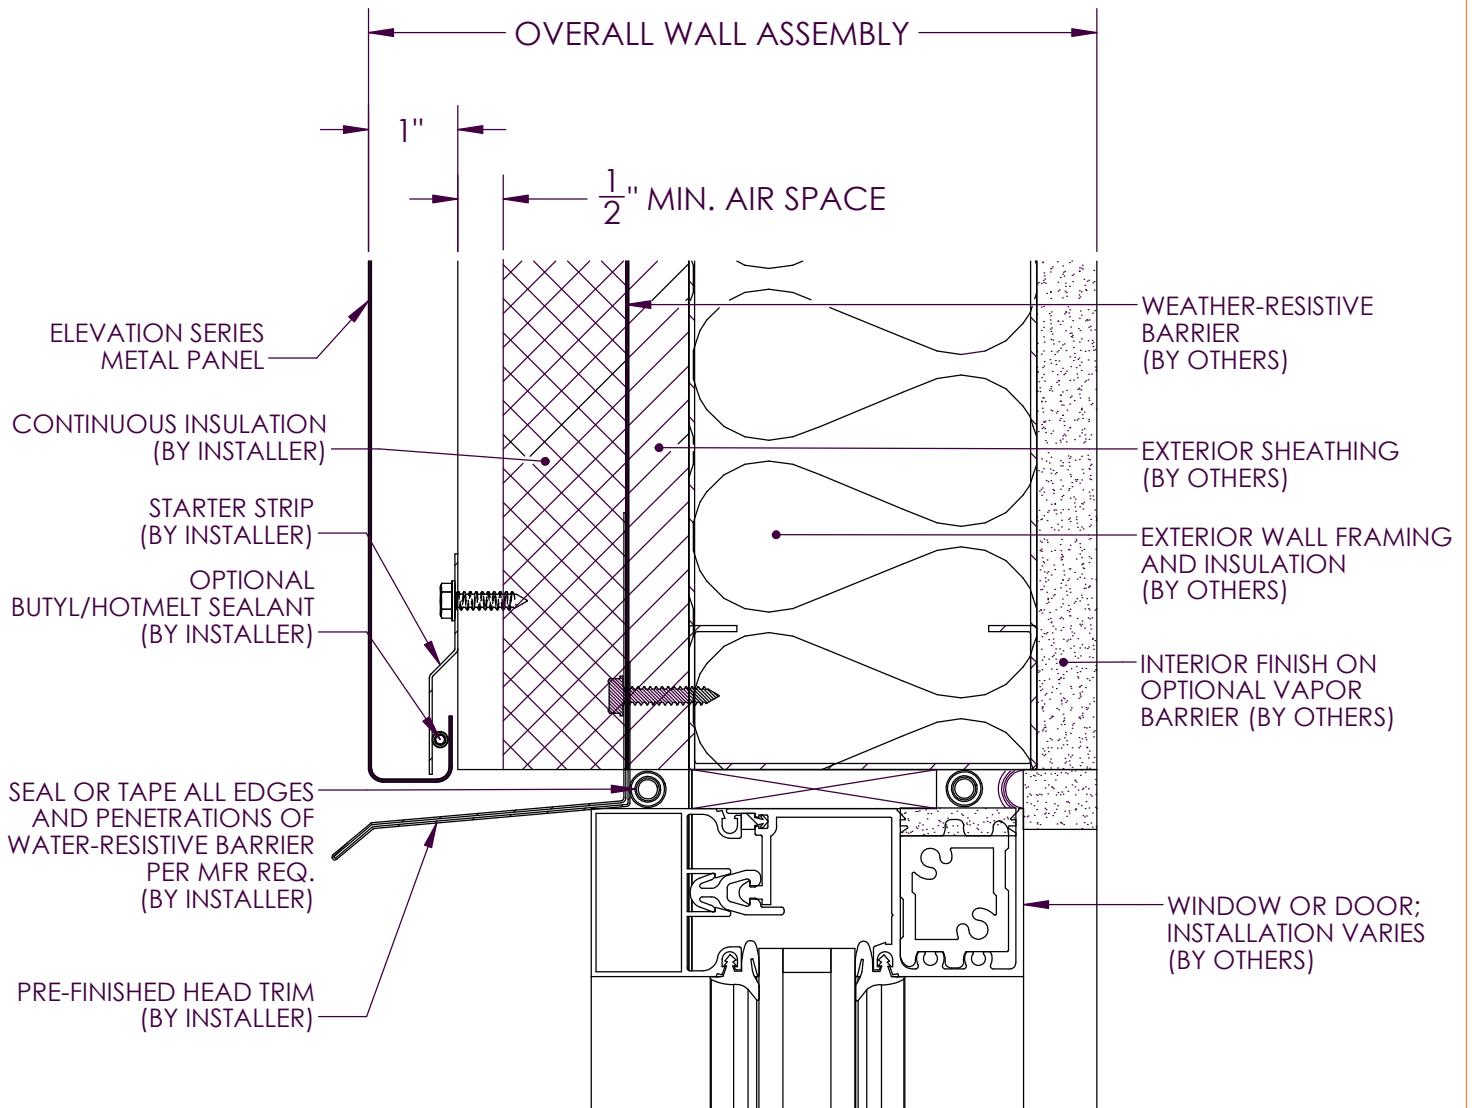 OVERALL WALL ASSEMBLY
1"
1/2" MIN. AIR SPACE
ELEVATION SERIES
METAL PANEL
CONTINUOUS INSULATION
(BY INSTALLER)
STARTER STRIP
(BY INSTALLER)
OPTIONAL
BUTYL/HOTMELT SEALANT
(BY INSTALLER)
SEAL OR TAPE ALL EDGES
AND PENETRATIONS OF
WATER-RESISTIVE BARRIER
PER MFR REQ.
(BY INSTALLER)
PRE-FINISHED HEAD TRIM
(BY INSTALLER)
WEATHER-RESISTIVE
BARRIER
(BY OTHERS)
EXTERIOR SHEATHING
(BY OTHERS)
EXTERIOR WALL FRAMING
AND INSULATION
(BY OTHERS)
INTERIOR FINISH ON
OPTIONAL VAPOR
BARRIER (BY OTHERS)
WINDOW OR DOOR;
INSTALLATION VARIES
(BY OTHERS)